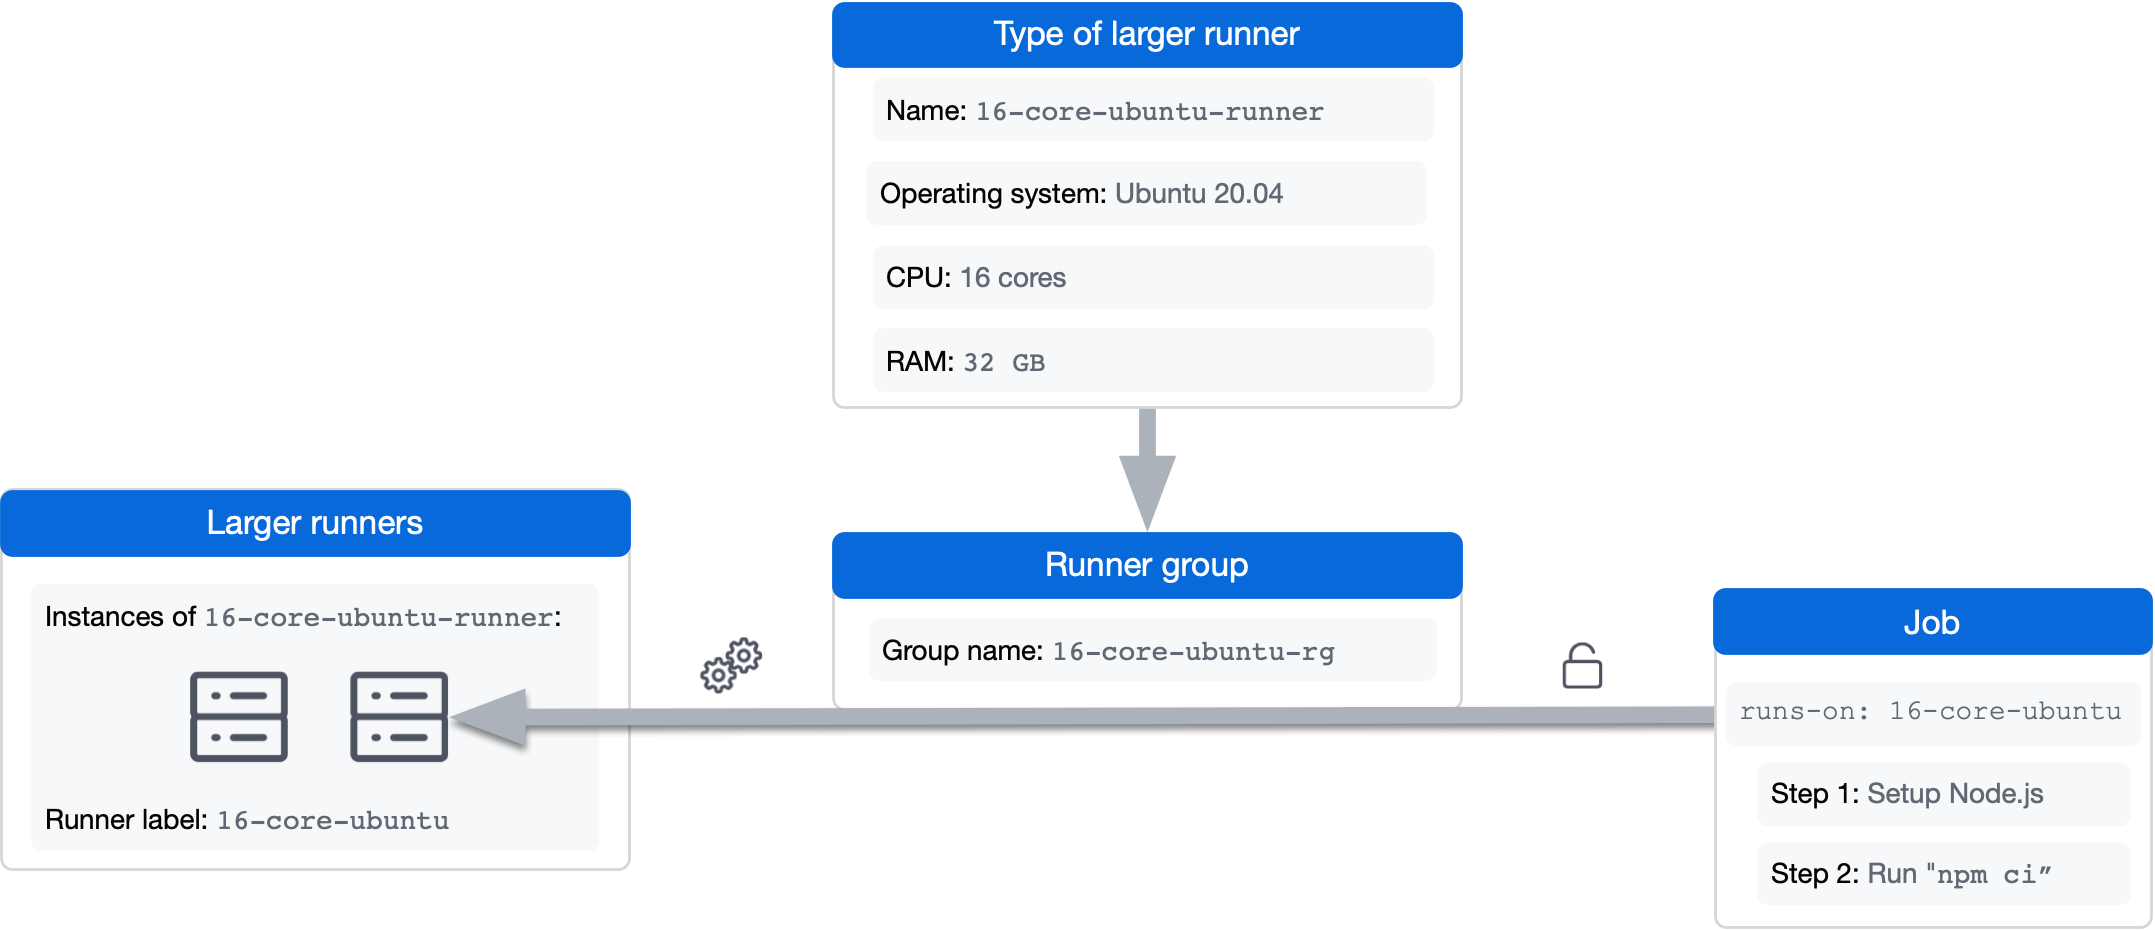 Type of larger runner
Name: 16-core-ubuntu-runner
Operating system: Ubuntu 20.04
CPU: 16 cores
RAM: 32 GB
Larger runners
Instances of 16-core-ubuntu-runner:
Runner label: 16-core-ubuntu
Runner group
Group name: 16-core-ubuntu-rg
Job
runs-on: 16-core-ubuntu
Step 1: Setup Node.js
Step 2: Run "npm ci”